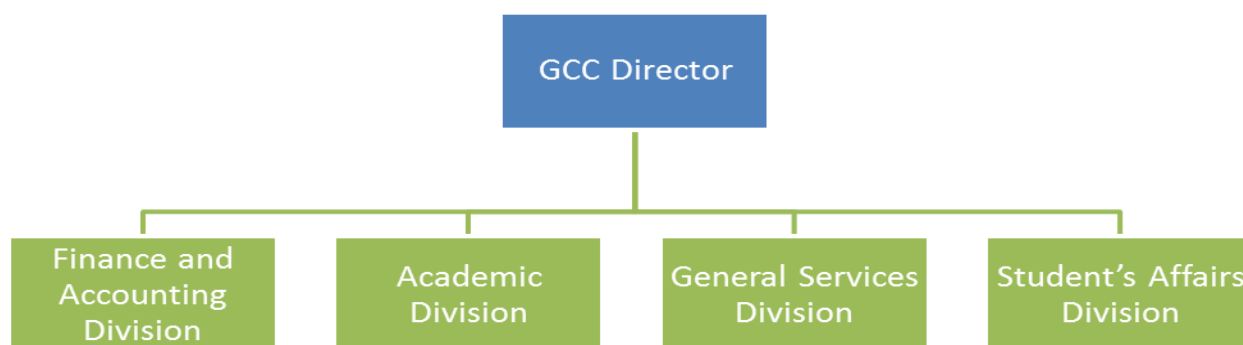 GCC Director
Finance and
Accounting
Division
Academic
Division
General Services
Division
Student’s Affairs
Division